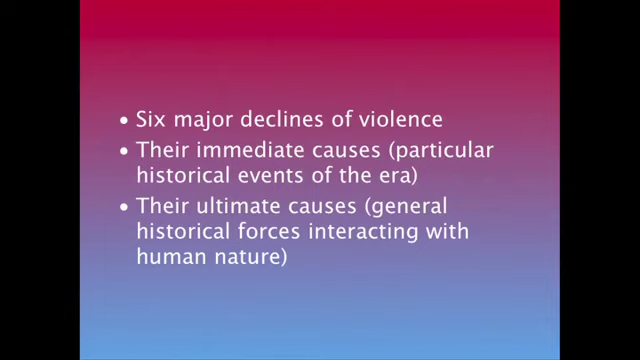 • Six major declines of violence
• Their immediate causes (particular
historical events of the era)
• Their ultimate causes (general
historical forces interacting with
human nature)